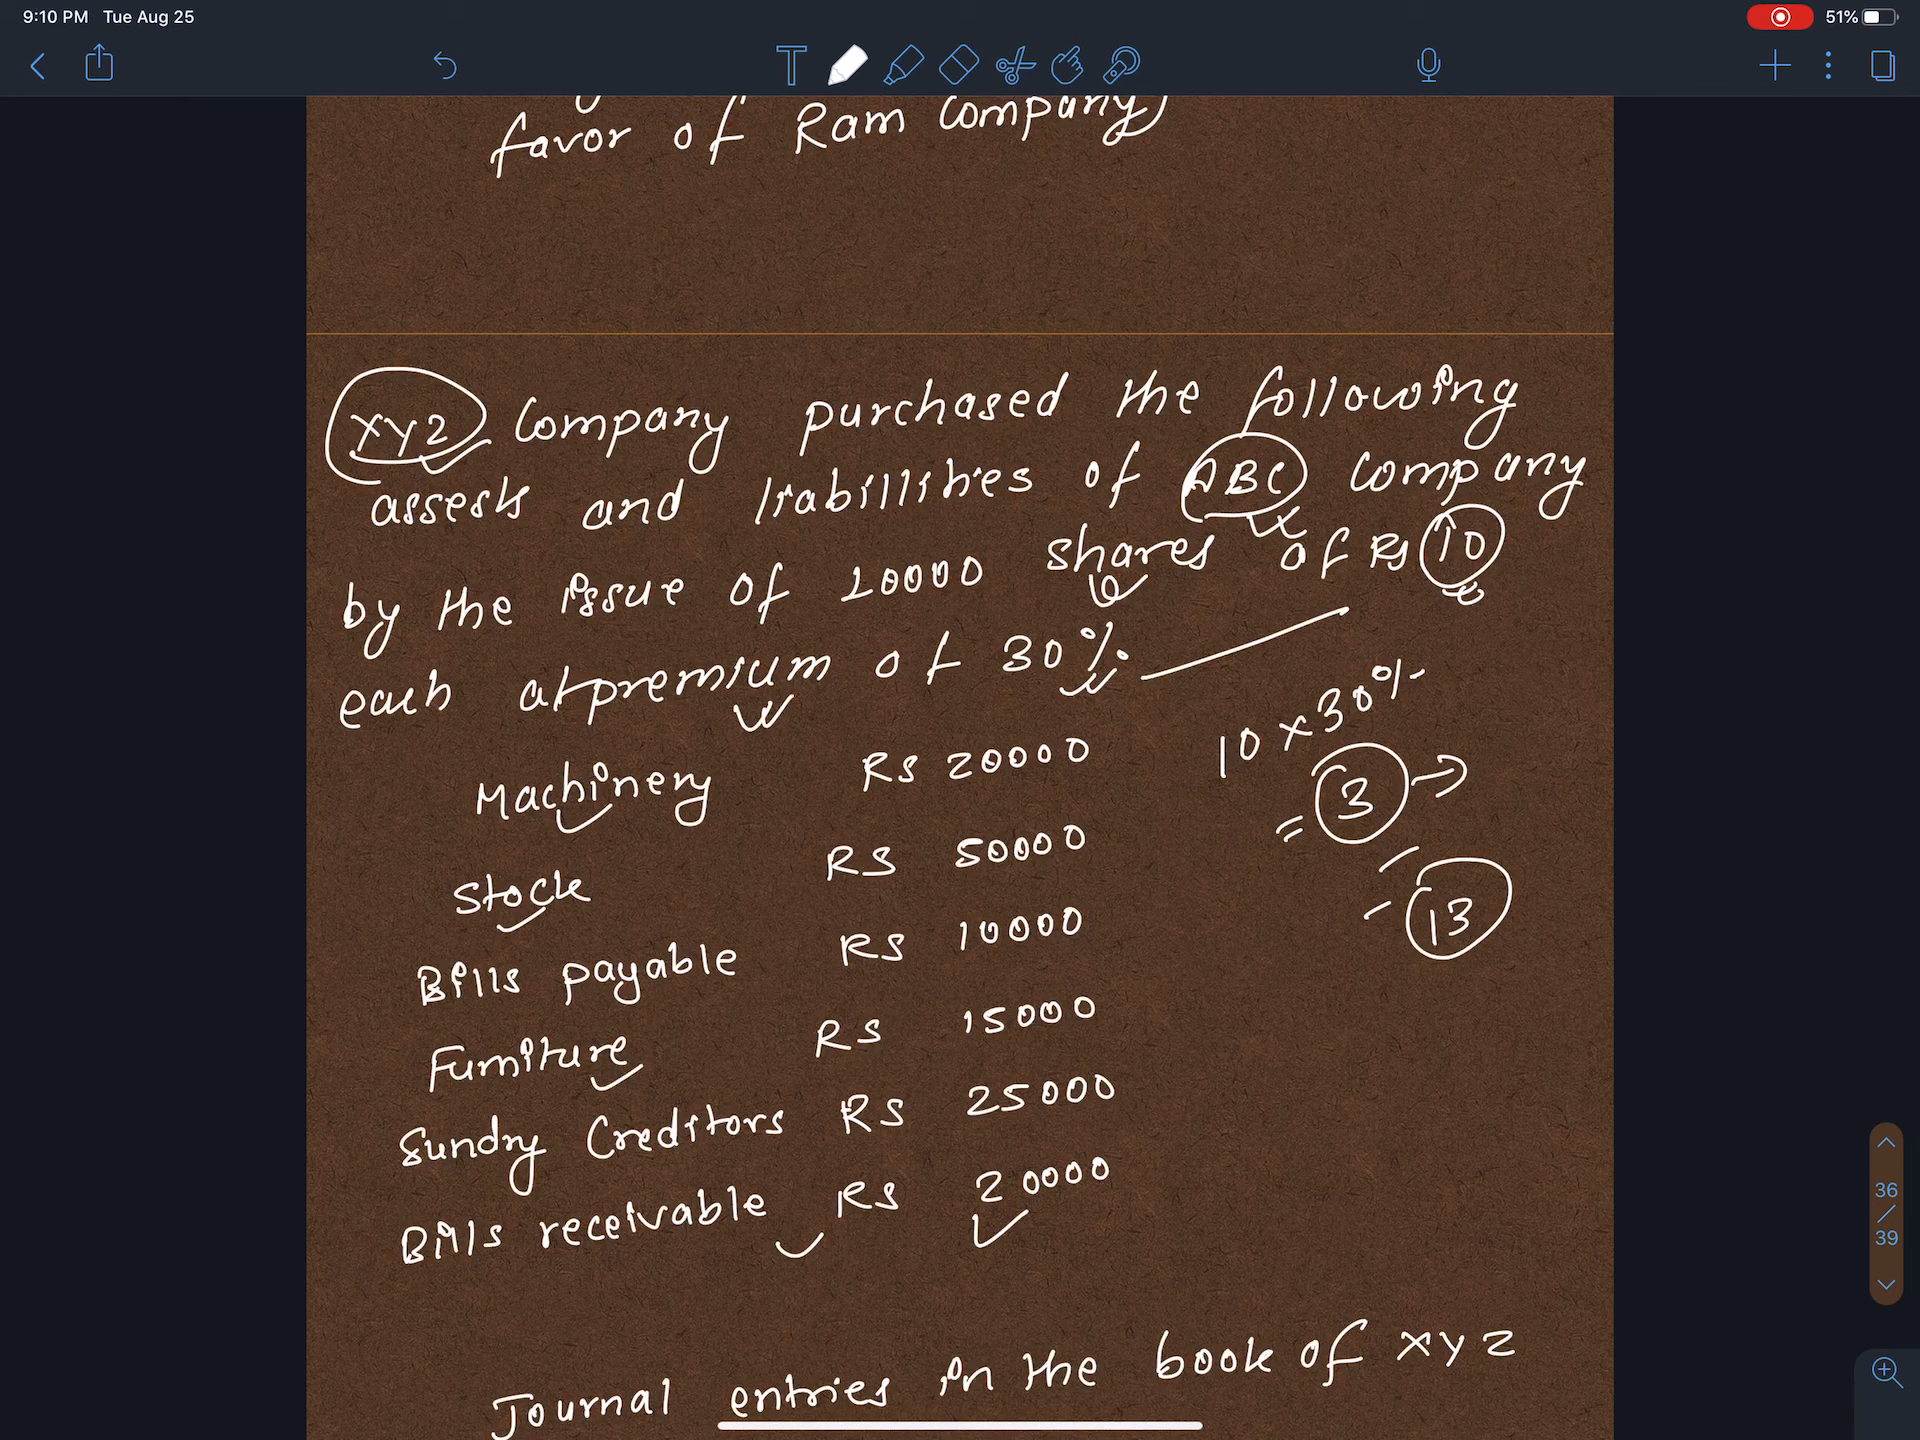 9:10 PM Tue Aug 25
51%
favor of Ram Company
XYZ Company purchased the following
assests and liabillities of ABC Company
by the issue of 10000 shares of Rs 10
each at premium of 30%
10 × 30%
Machinery Rs 20000
= 3
Stock Rs 50000
= 13
Bills payable Rs 10000
Furniture Rs 15000
Sundry Creditors Rs 25000
Bills receivable Rs 20000
36
/
39
Journal entries in the book of XYZ